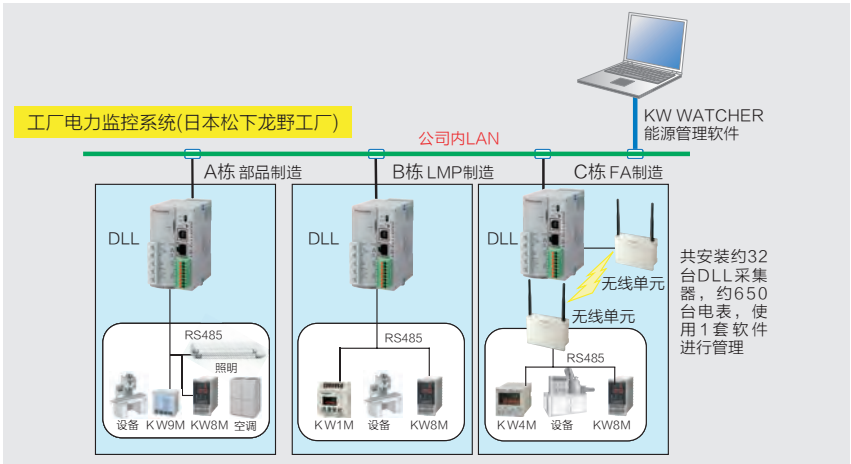 工厂电力监控系统(日本松下龙野工厂)
公司内LAN
KW WATCHER
能源管理软件
A栋 部品制造
B栋 LMP制造
C栋 FA制造
DLL
DLL
DLL
无线单元
无线单元
共安装约32
台DLL采集
器，约650
台电表，使
用1套软件
进行管理
RS485
照明
设备 KW9M KW8M 空调
RS485
KW1M 设备 KW8M
RS485
KW4M 设备 KW8M